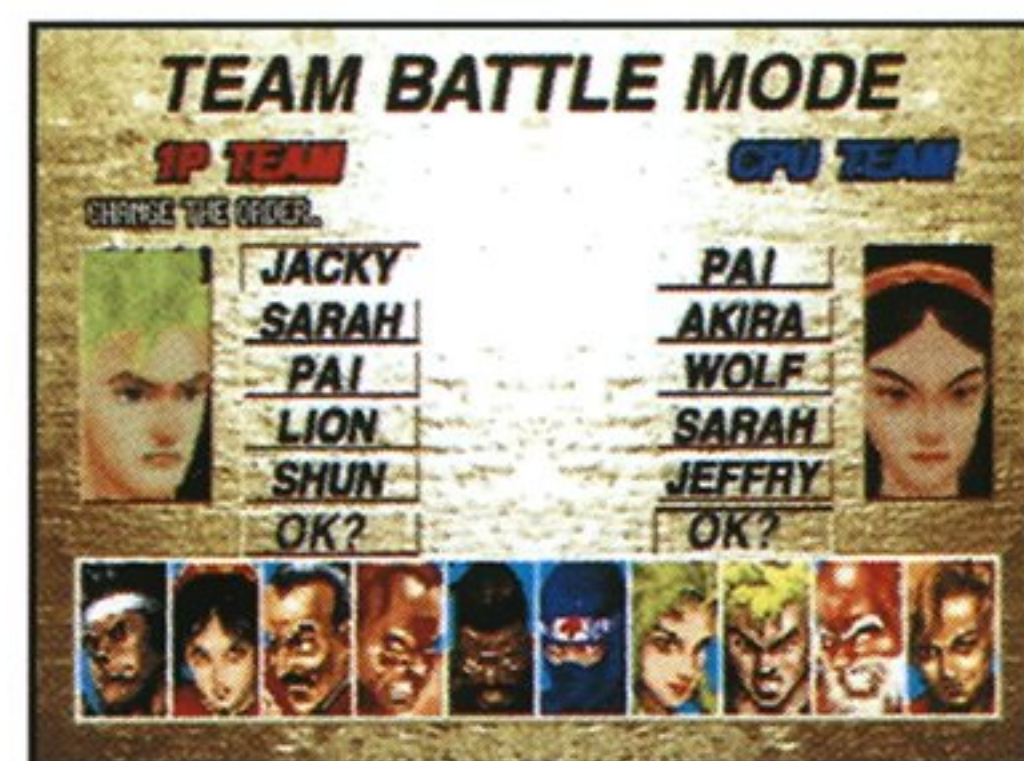 TEAM BATTLE MODE
1P TEAM
CPU TEAM
CHANGE THE ORDER.
JACKY
SARAH
PAI
LION
SHUN
OK?
PAI
AKIRA
WOLF
SARAH
JEFFRY
OK?